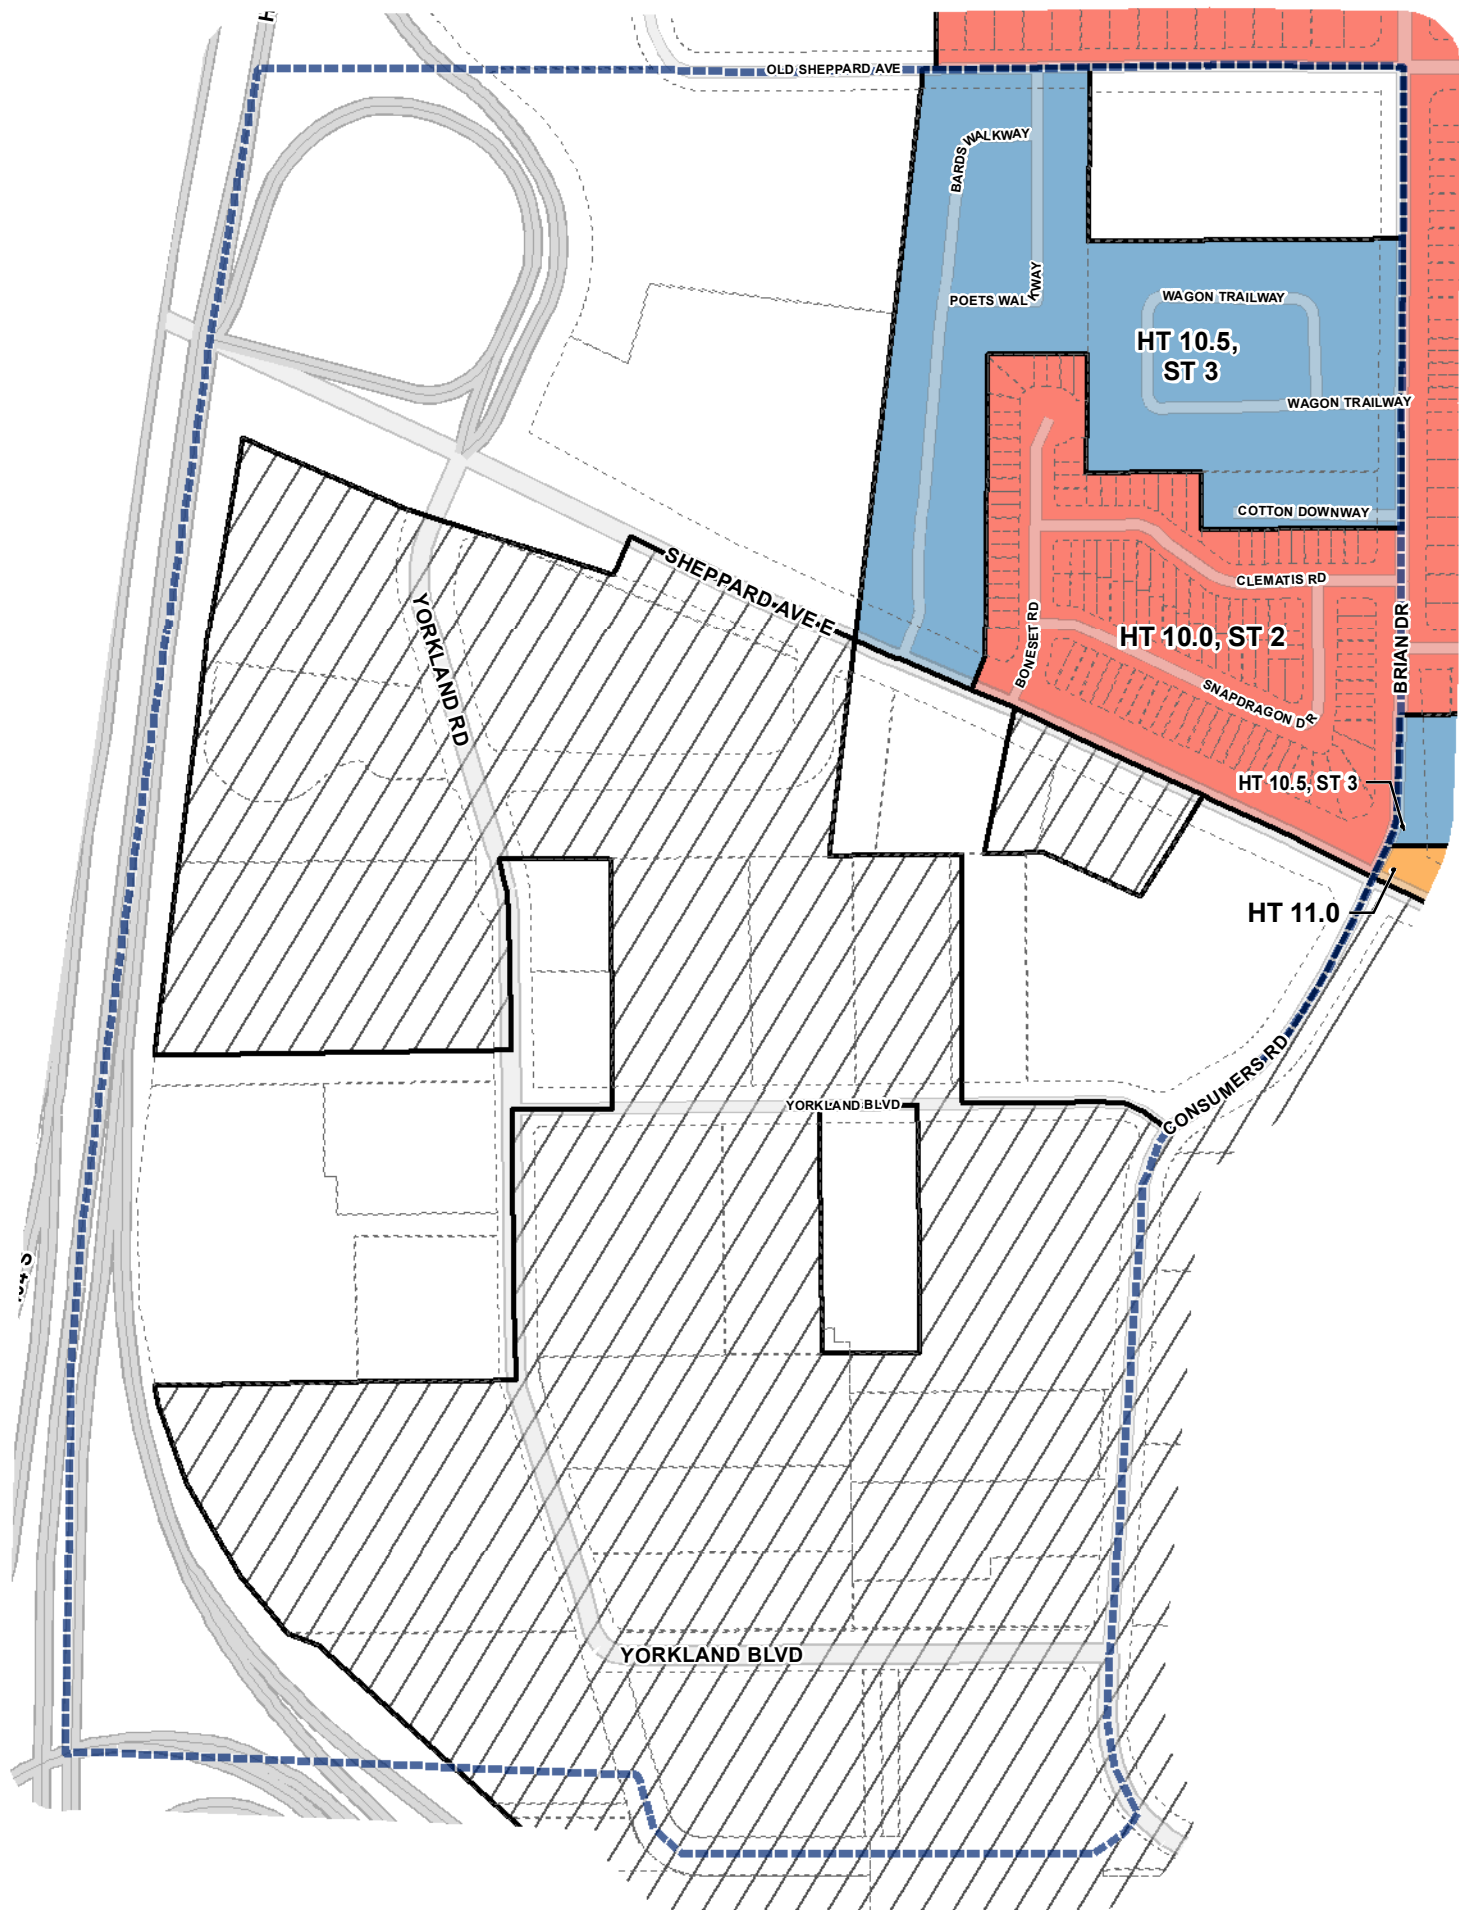 H
OLD SHEPPARD AVE
BARDS WALKWAY
POETS WALKWAY
WAGON TRAILWAY
HT 10.5,
ST 3
WAGON TRAILWAY
COTTON DOWNWAY
SHEPPARD AVE E
CLEMATIS RD
YORKLAND RD
BONESET RD
HT 10.0, ST 2
BRIAN DR
SNAPDRAGON DR
HT 10.5, ST 3
HT 11.0
CONSUMERS RD
YORKLAND BLVD
YORKLAND BLVD